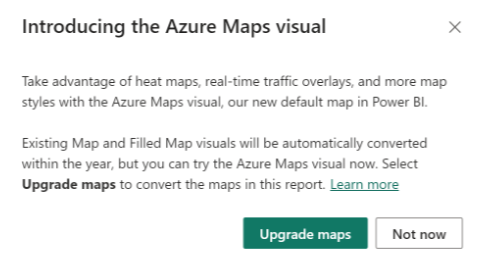 Introducing the Azure Maps visual
Take advantage of heat maps, real-time traffic overlays, and more map
styles with the Azure Maps visual, our new default map in Power BI.
Existing Map and Filled Map visuals will be automatically converted
within the year, but you can try the Azure Maps visual now. Select
Upgrade maps to convert the maps in this report. Learn more
Upgrade maps
Not now